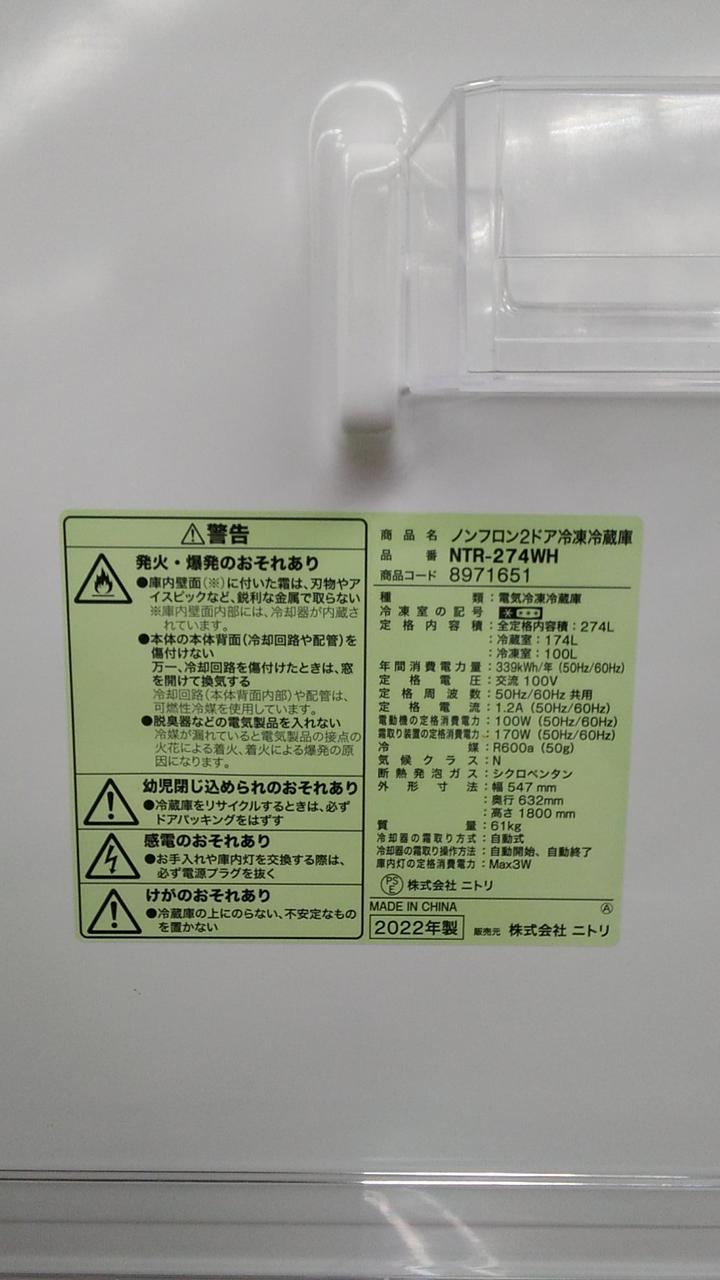 ⚠警告
発火・爆発のおそれあり
●庫内壁面(※)に付いた霜は、刃物やア
イスピックなど、鋭利な金属で取らない
※庫内壁面内部には、冷却器が内蔵さ
れています。
●本体の本体背面(冷却回路や配管)を
傷付けない
万一、冷却回路を傷付けたときは、窓
を開けて換気する
冷却回路(本体背面内部)や配管は、
可燃性冷媒を使用しています。
●脱臭器などの電気製品を入れない
冷媒が漏れていると電気製品の接点の
火花による着火、着火による爆発の原
因になります。
幼児閉じ込められのおそれあり
●冷蔵庫をリサイクルするときは、必ず
ドアパッキングをはずす
感電のおそれあり
●お手入れや庫内灯を交換する際は、
必ず電源プラグを抜く
けがのおそれあり
●冷蔵庫の上にのらない、不安定なもの
を置かない
商品名 ノンフロン2ドア冷凍冷蔵庫
品番 NTR-274WH
商品コード 8971651
種類:電気冷凍冷蔵庫
冷凍室の記号
定格内容積:全定格内容積:274L
:冷蔵室:174L
:冷凍室:100L
年間消費電力量:339kWh/年(50Hz/60Hz)
定格電圧:交流 100V
定格周波数:50Hz/60Hz 共用
定格電流:1.2A(50Hz/60Hz)
電動機の定格消費電力:100W(50Hz/60Hz)
霜取り装置の定格消費電力:170W(50Hz/60Hz)
冷媒:R600a(50g)
気候クラス:N
断熱発泡ガス:シクロペンタン
外形寸法:幅 547 mm
:奥行 632mm
:高さ 1800 mm
質量:61kg
冷却器の霜取り方式:自動式
冷却器の霜取り操作方法:自動開始、自動終了
庫内灯の定格消費電力:Max3W
PSE 株式会社 ニトリ
MADE IN CHINA Ⓐ
2022年製 販売元 株式会社 ニトリ